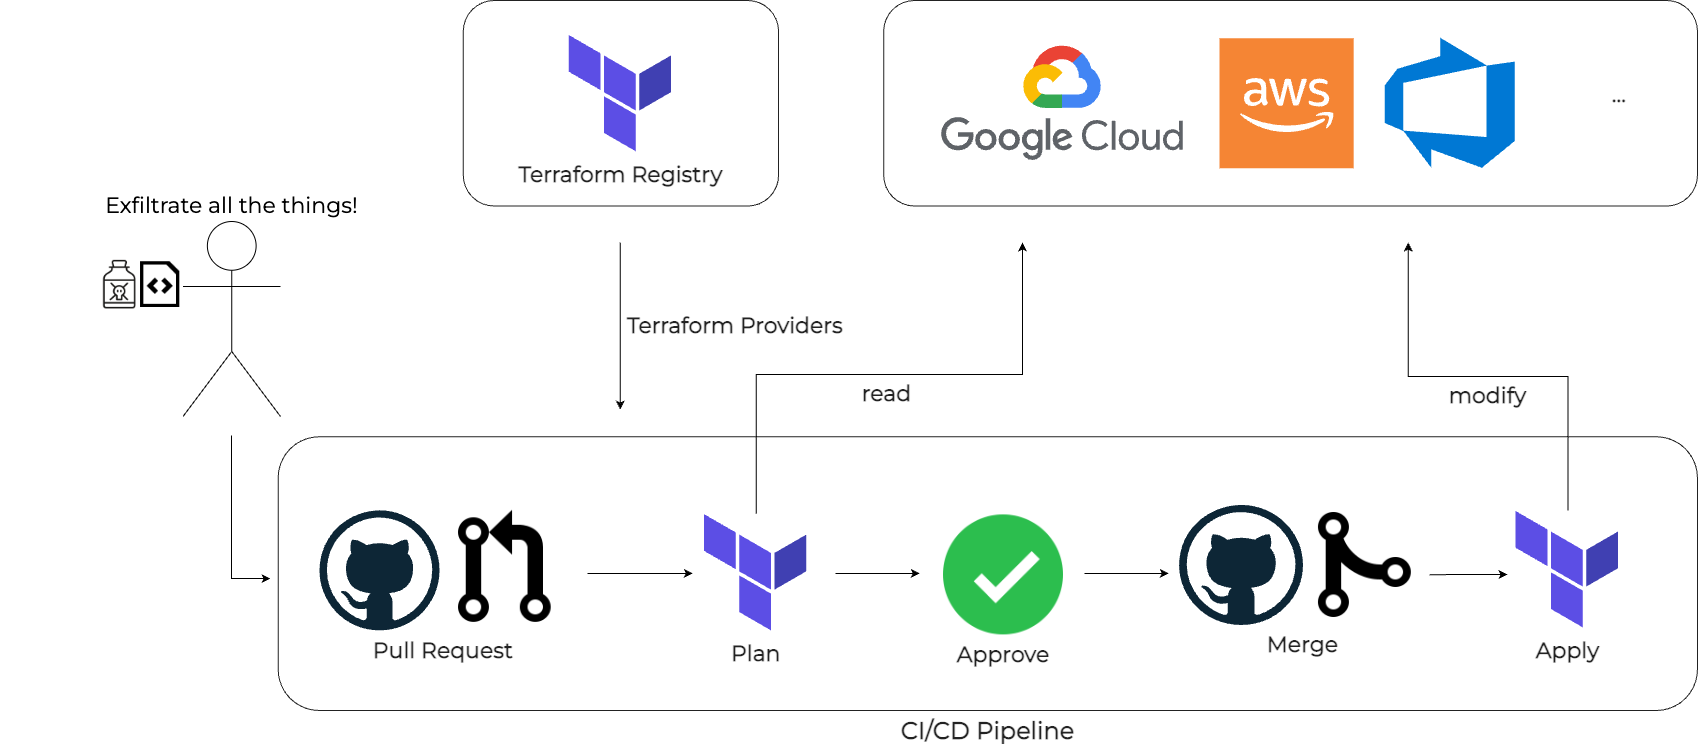 Terraform Registry
Google Cloud
aws
...
Exfiltrate all the things!
Terraform Providers
read
modify
Pull Request
Plan
Approve
Merge
Apply
CI/CD Pipeline